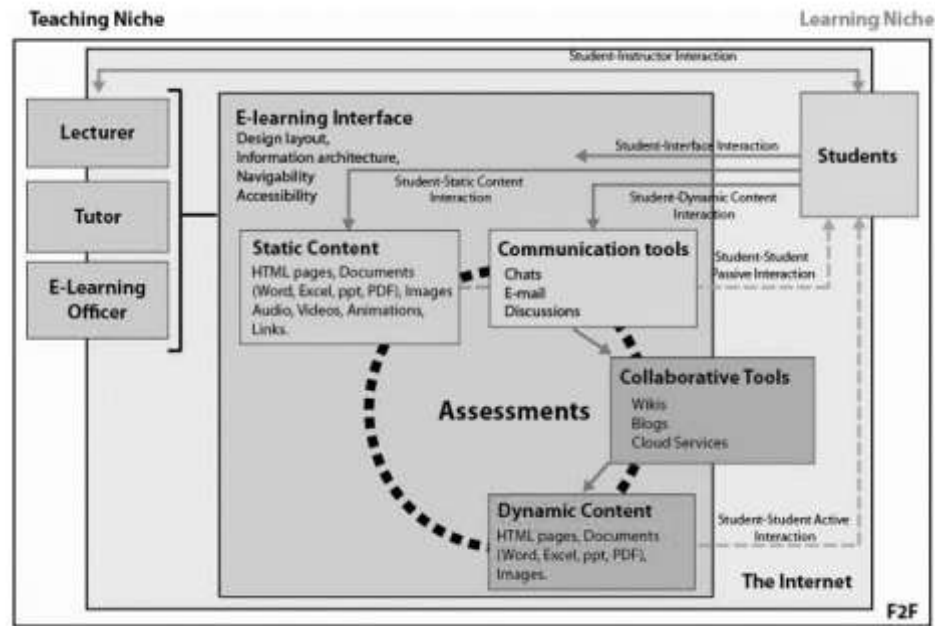 Teaching Niche
Learning Niche
Student-Instructor Interaction
Lecturer
Tutor
E-Learning
Officer
E-learning Interface
Design layout,
Information architecture,
Navigability
Accessibility
Student-Interface Interaction
Students
Student-Static Content
Interaction
Student-Dynamic Content
Interaction
Static Content
HTML pages, Documents
(Word, Excel, ppt, PDF), Images
Audio, Videos, Animations,
Links.
Communication tools
Chats
E-mail
Discussions
Student-Student
Passive Interaction
Collaborative Tools
Wikis
Blogs
Cloud Services
Assessments
Dynamic Content
HTML pages, Documents
(Word, Excel, ppt, PDF),
Images.
Student-Student Active
Interaction
The Internet
F2F